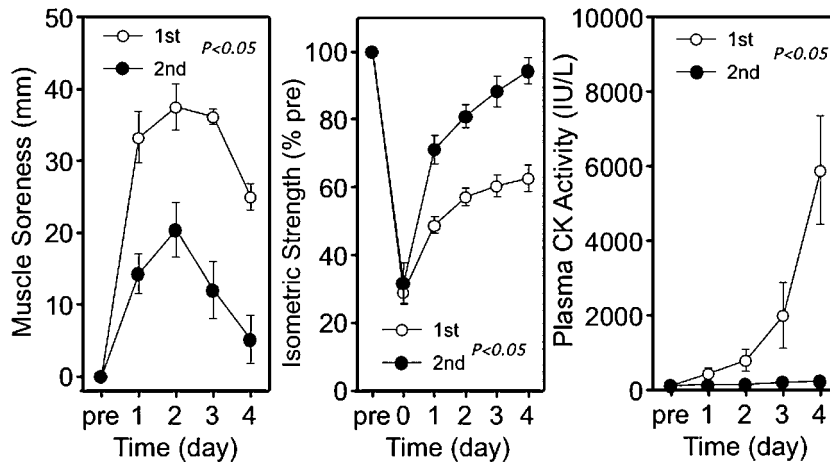 Muscle Soreness (mm)
50
40
30
20
10
0
1st
2nd
P<0.05
pre 1 2 3 4
Time (day)
Isometric Strength (% pre)
100
80
60
40
20
0
1st
2nd
P<0.05
pre 0 1 2 3 4
Time (day)
Plasma CK Activity (IU/L)
10000
8000
6000
4000
2000
0
1st
2nd
P<0.05
pre 1 2 3 4
Time (day)